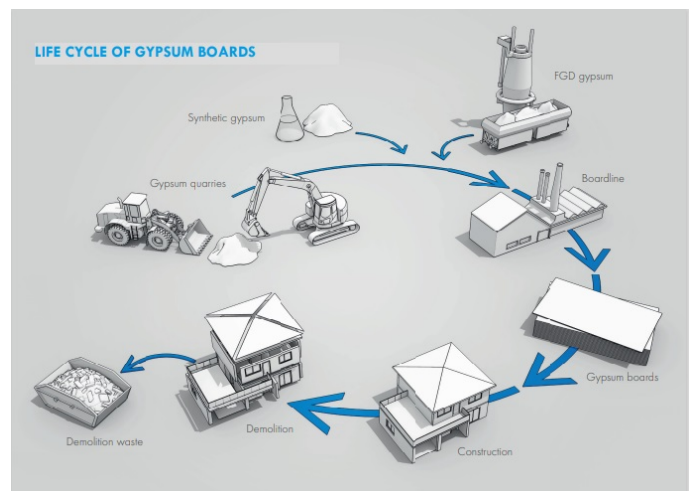 LIFE CYCLE OF GYPSUM BOARDS
FGD gypsum
Synthetic gypsum
Gypsum quarries
Boardline
Gypsum boards
Demolition
Construction
Demolition waste